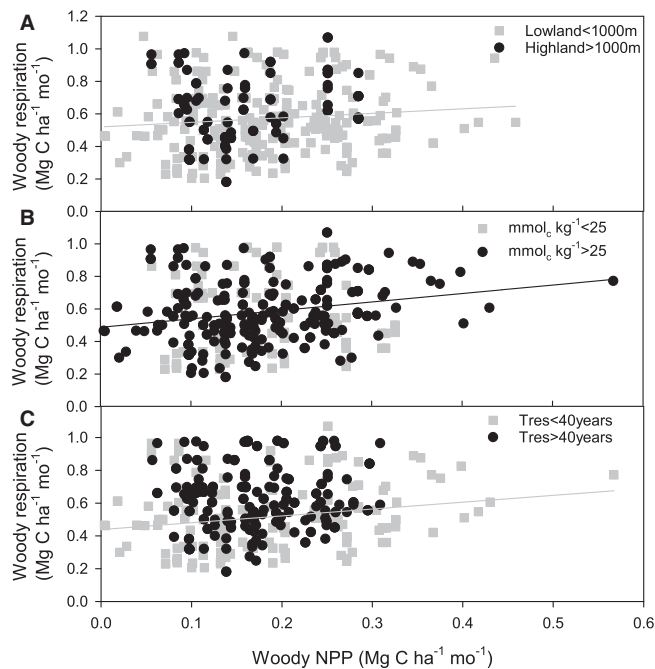 A
Woody respiration
(Mg C ha⁻¹ mo⁻¹)
1.2
1.0
0.8
0.6
0.4
0.2
0.0
Lowland<1000m
Highland>1000m
B
Woody respiration
(Mg C ha⁻¹ mo⁻¹)
1.0
0.8
0.6
0.4
0.2
0.0
mmolc kg⁻¹<25
mmolc kg⁻¹>25
C
Woody respiration
(Mg C ha⁻¹ mo⁻¹)
1.0
0.8
0.6
0.4
0.2
0.0
Tres<40years
Tres>40years
0.0 0.1 0.2 0.3 0.4 0.5 0.6
Woody NPP (Mg C ha⁻¹ mo⁻¹)